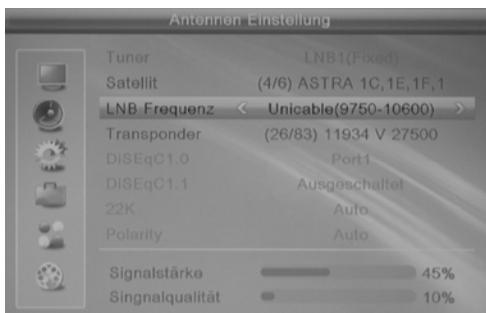 Antennen Einstellung
Tuner LNB1(Fixed)
Satellit (4/6) ASTRA 1C,1E,1F,1
LNB Frequenz Unicable(9750-10600)
Transponder (26/83) 11934 V 27500
DiSEqC1.0 Port1
DiSEqC1.1 Ausgeschaltet
22K Auto
Polarity Auto
Signalstärke 45%
Singnalqualität 10%